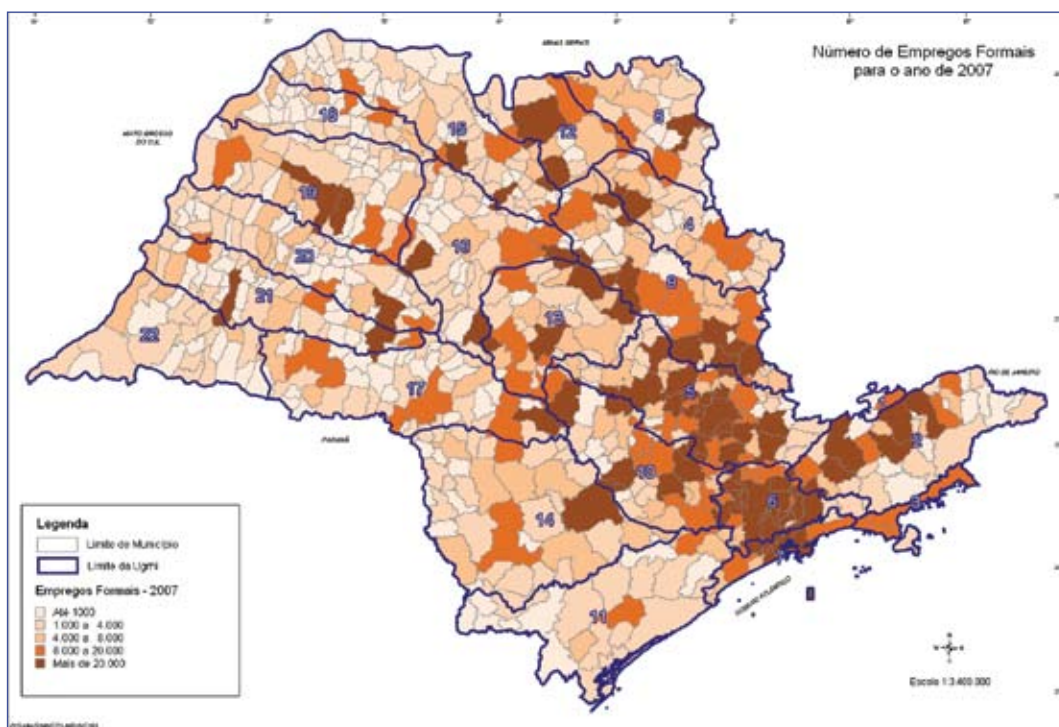 Número de Empregos Formais
para o ano de 2007
MINAS GERAIS
MATO GROSSO
DO SUL
RIO DE JANEIRO
PARANÁ
OCEANO ATLÂNTICO
18
15
12
8
19
4
20
16
9
21
13
22
5
17
2
10
6
3
14
11
Legenda
Limite de Município
Limite da Ugrhi
Empregos Formais - 2007
Até 1000
1.000 a 4.000
4.000 a 8.000
8.000 a 20.000
Mais de 20.000
Escala 1:3.400.000